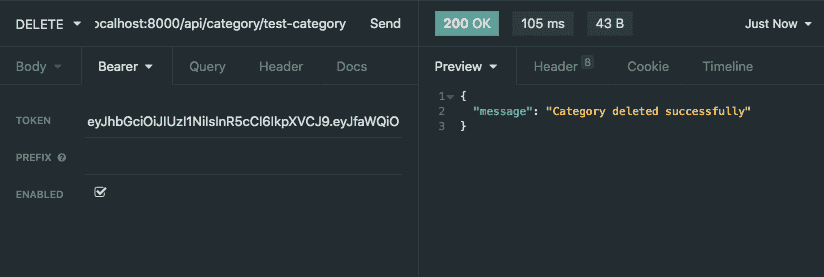 DELETE ocalhost:8000/api/category/test-category Send 200 OK 105 ms 43 B Just Now
Body Bearer Query Header Docs Preview Header 8 Cookie Timeline
TOKEN eyJhbGciOiJIUzI1NiIsInR5cCI6IkpXVCJ9.eyJfaWQiO
PREFIX
ENABLED
1 {
2 "message": "Category deleted successfully"
3 }